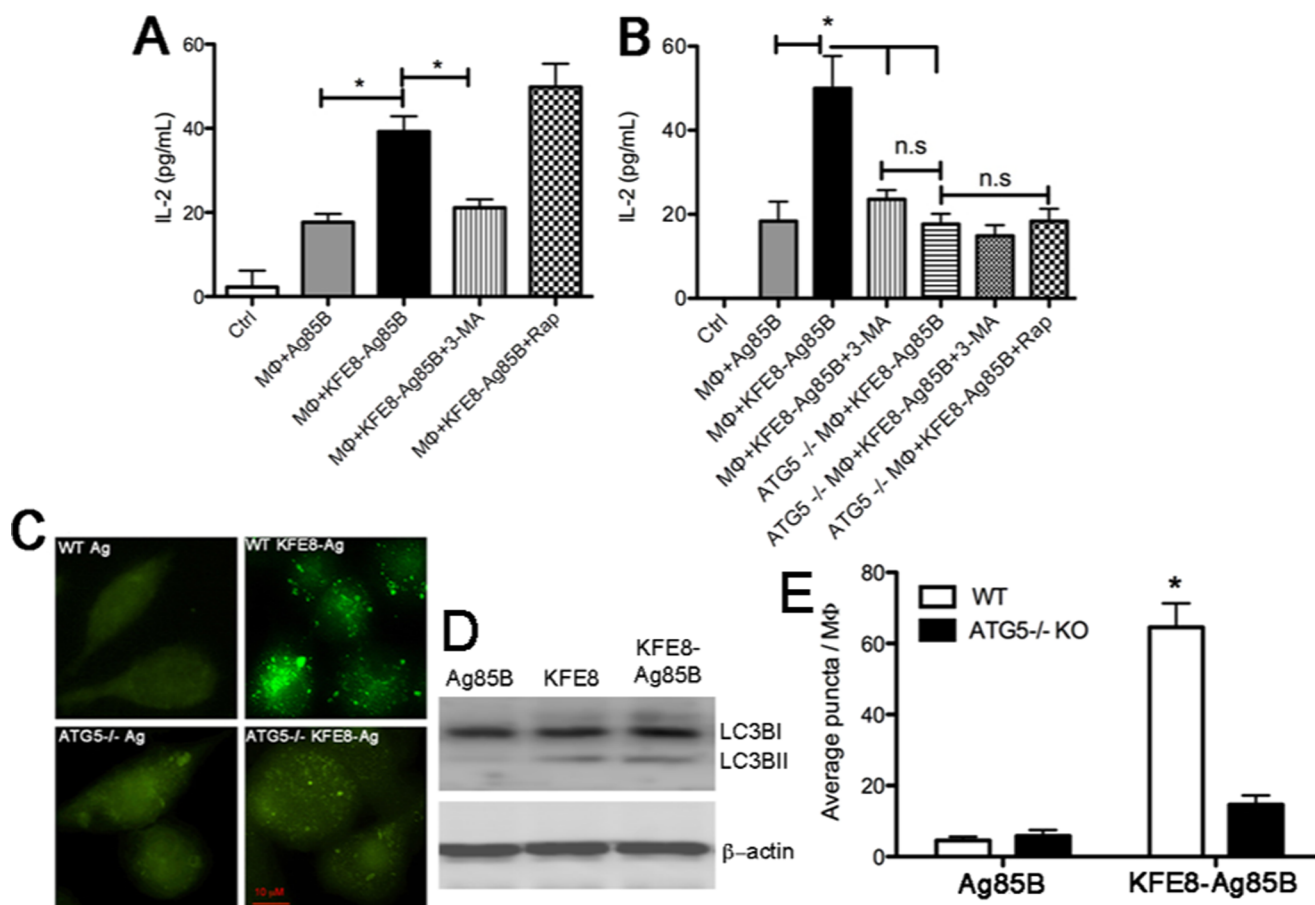 A
60
40
20
0
IL-2 (pg/mL)
*
*
Ctrl
MΦ+Ag85B
MΦ+KFE8-Ag85B
MΦ+KFE8-Ag85B+3-MA
MΦ+KFE8-Ag85B+Rap
B
60
40
20
0
IL-2 (pg/mL)
*
n.s
n.s
Ctrl
MΦ+Ag85B
MΦ+KFE8-Ag85B
MΦ+KFE8-Ag85B+3-MA
ATG5 -/- MΦ+KFE8-Ag85B
ATG5 -/- MΦ+KFE8-Ag85B+3-MA
ATG5 -/- MΦ+KFE8-Ag85B+Rap
C
WT Ag
WT KFE8-Ag
ATG5-/- Ag
ATG5-/- KFE8-Ag
10 μM
D
Ag85B
KFE8
KFE8-
Ag85B
LC3BI
LC3BII
β–actin
E
80
60
40
20
0
Average puncta / MΦ
WT
ATG5-/- KO
*
Ag85B
KFE8-Ag85B